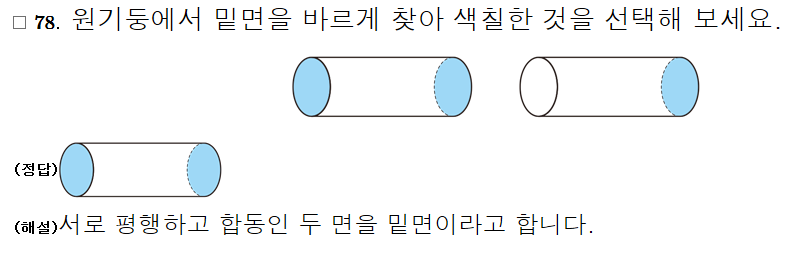 □ 78. 원기둥에서 밑면을 바르게 찾아 색칠한 것을 선택해 보세요.
(정답)
(해설)서로 평행하고 합동인 두 면을 밑면이라고 합니다.